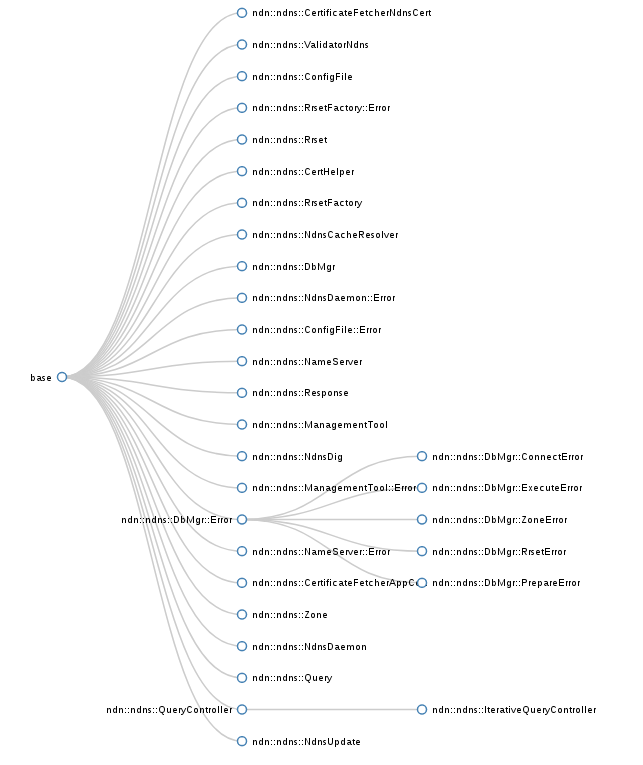 ndn::ndns::CertificateFetcherNdnsCert
ndn::ndns::ValidatorNdns
ndn::ndns::ConfigFile
ndn::ndns::RrsetFactory::Error
ndn::ndns::Rrset
ndn::ndns::CertHelper
ndn::ndns::RrsetFactory
ndn::ndns::NdnsCacheResolver
ndn::ndns::DbMgr
ndn::ndns::NdnsDaemon::Error
ndn::ndns::ConfigFile::Error
ndn::ndns::NameServer
base
ndn::ndns::Response
ndn::ndns::ManagementTool
ndn::ndns::NdnsDig
ndn::ndns::DbMgr::ConnectError
ndn::ndns::ManagementTool::Error
ndn::ndns::DbMgr::ExecuteError
ndn::ndns::DbMgr::Error
ndn::ndns::DbMgr::ZoneError
ndn::ndns::NameServer::Error
ndn::ndns::DbMgr::RrsetError
ndn::ndns::CertificateFetcherAppCe
ndn::ndns::DbMgr::PrepareError
ndn::ndns::Zone
ndn::ndns::NdnsDaemon
ndn::ndns::Query
ndn::ndns::QueryController
ndn::ndns::IterativeQueryController
ndn::ndns::NdnsUpdate